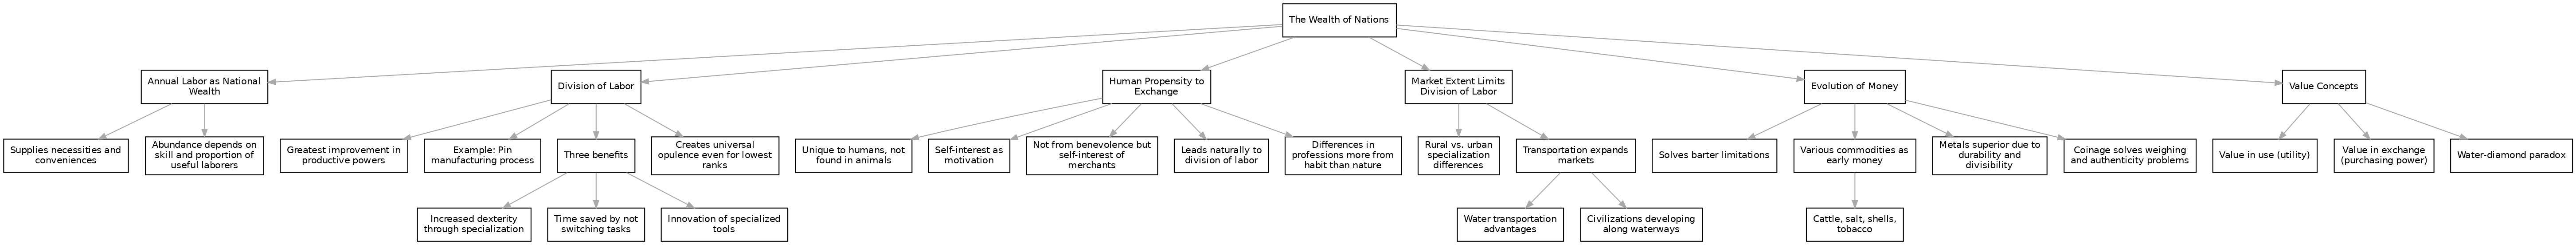 The Wealth of Nations
Annual Labor as National
Wealth
Division of Labor
Human Propensity to
Exchange
Market Extent Limits
Division of Labor
Evolution of Money
Value Concepts
Supplies necessities and
conveniences
Abundance depends on
skill and proportion of
useful laborers
Greatest improvement in
productive powers
Example: Pin
manufacturing process
Three benefits
Creates universal
opulence even for lowest
ranks
Unique to humans, not
found in animals
Self-interest as
motivation
Not from benevolence but
self-interest of
merchants
Leads naturally to
division of labor
Differences in
professions more from
habit than nature
Rural vs. urban
specialization
differences
Transportation expands
markets
Solves barter limitations
Various commodities as
early money
Metals superior due to
durability and
divisibility
Coinage solves weighing
and authenticity problems
Value in use (utility)
Value in exchange
(purchasing power)
Water-diamond paradox
Increased dexterity
through specialization
Time saved by not
switching tasks
Innovation of specialized
tools
Water transportation
advantages
Civilizations developing
along waterways
Cattle, salt, shells,
tobacco